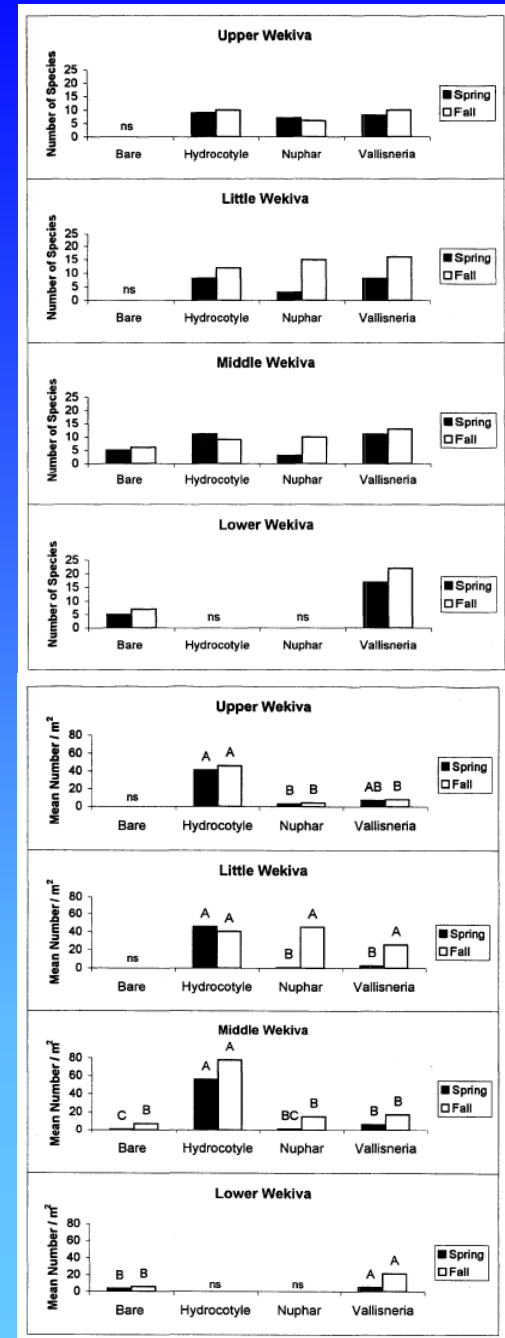 Upper Wekiva
Number of Species
25
20
15
10
5
0
ns
Bare
Hydrocotyle
Nuphar
Vallisneria
Spring
Fall
Little Wekiva
Number of Species
25
20
15
10
5
0
ns
Bare
Hydrocotyle
Nuphar
Vallisneria
Spring
Fall
Middle Wekiva
Number of Species
25
20
15
10
5
0
Bare
Hydrocotyle
Nuphar
Vallisneria
Spring
Fall
Lower Wekiva
Number of Species
25
20
15
10
5
0
ns
ns
Bare
Hydrocotyle
Nuphar
Vallisneria
Spring
Fall
Upper Wekiva
Mean Number / m²
80
60
40
20
0
ns
A A
B B
AB B
Bare
Hydrocotyle
Nuphar
Vallisneria
Spring
Fall
Little Wekiva
Mean Number / m²
80
60
40
20
0
ns
A A
B A
B A
Bare
Hydrocotyle
Nuphar
Vallisneria
Spring
Fall
Middle Wekiva
Mean Number / m²
80
60
40
20
0
C B
A A
BC B
B B
Bare
Hydrocotyle
Nuphar
Vallisneria
Spring
Fall
Lower Wekiva
Mean Number / m²
80
60
40
20
0
B B
ns
ns
A A
Bare
Hydrocotyle
Nuphar
Vallisneria
Spring
Fall